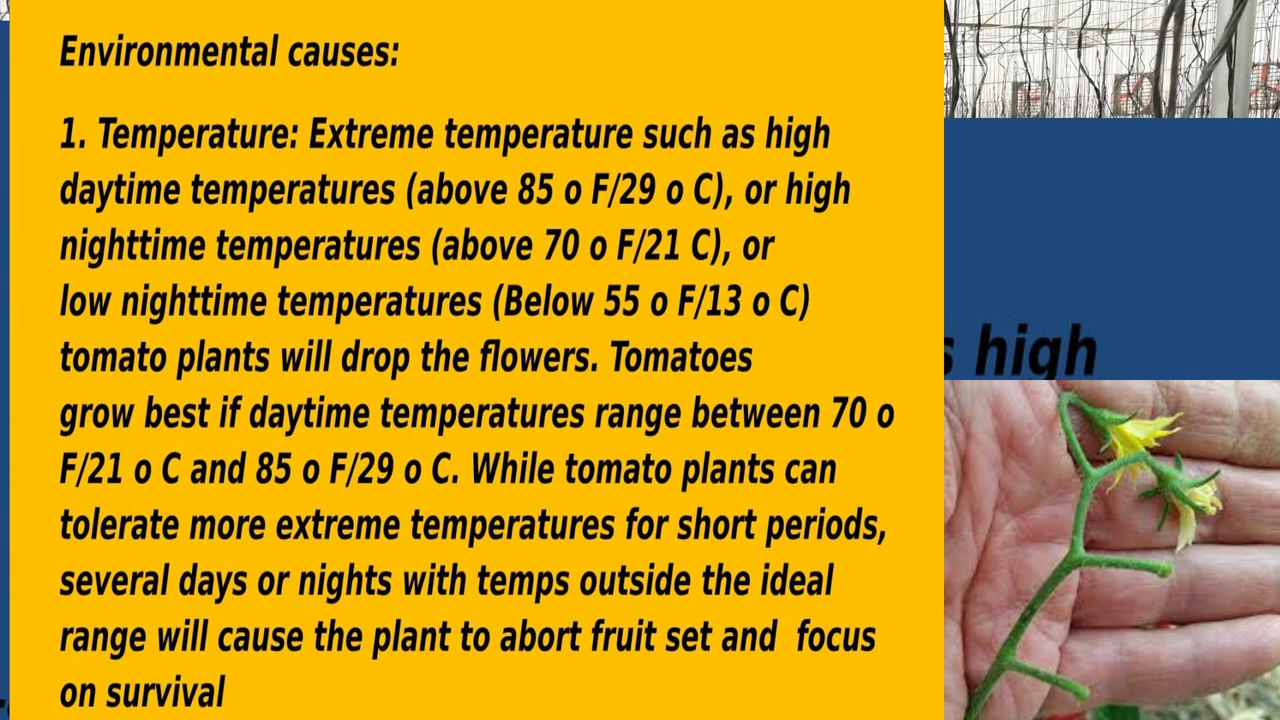 Environmental causes:
1. Temperature: Extreme temperature such as high
daytime temperatures (above 85 o F/29 o C), or high
nighttime temperatures (above 70 o F/21 C), or
low nighttime temperatures (Below 55 o F/13 o C)
tomato plants will drop the flowers. Tomatoes
grow best if daytime temperatures range between 70 o
F/21 o C and 85 o F/29 o C. While tomato plants can
tolerate more extreme temperatures for short periods,
several days or nights with temps outside the ideal
range will cause the plant to abort fruit set and  focus
on survival
high